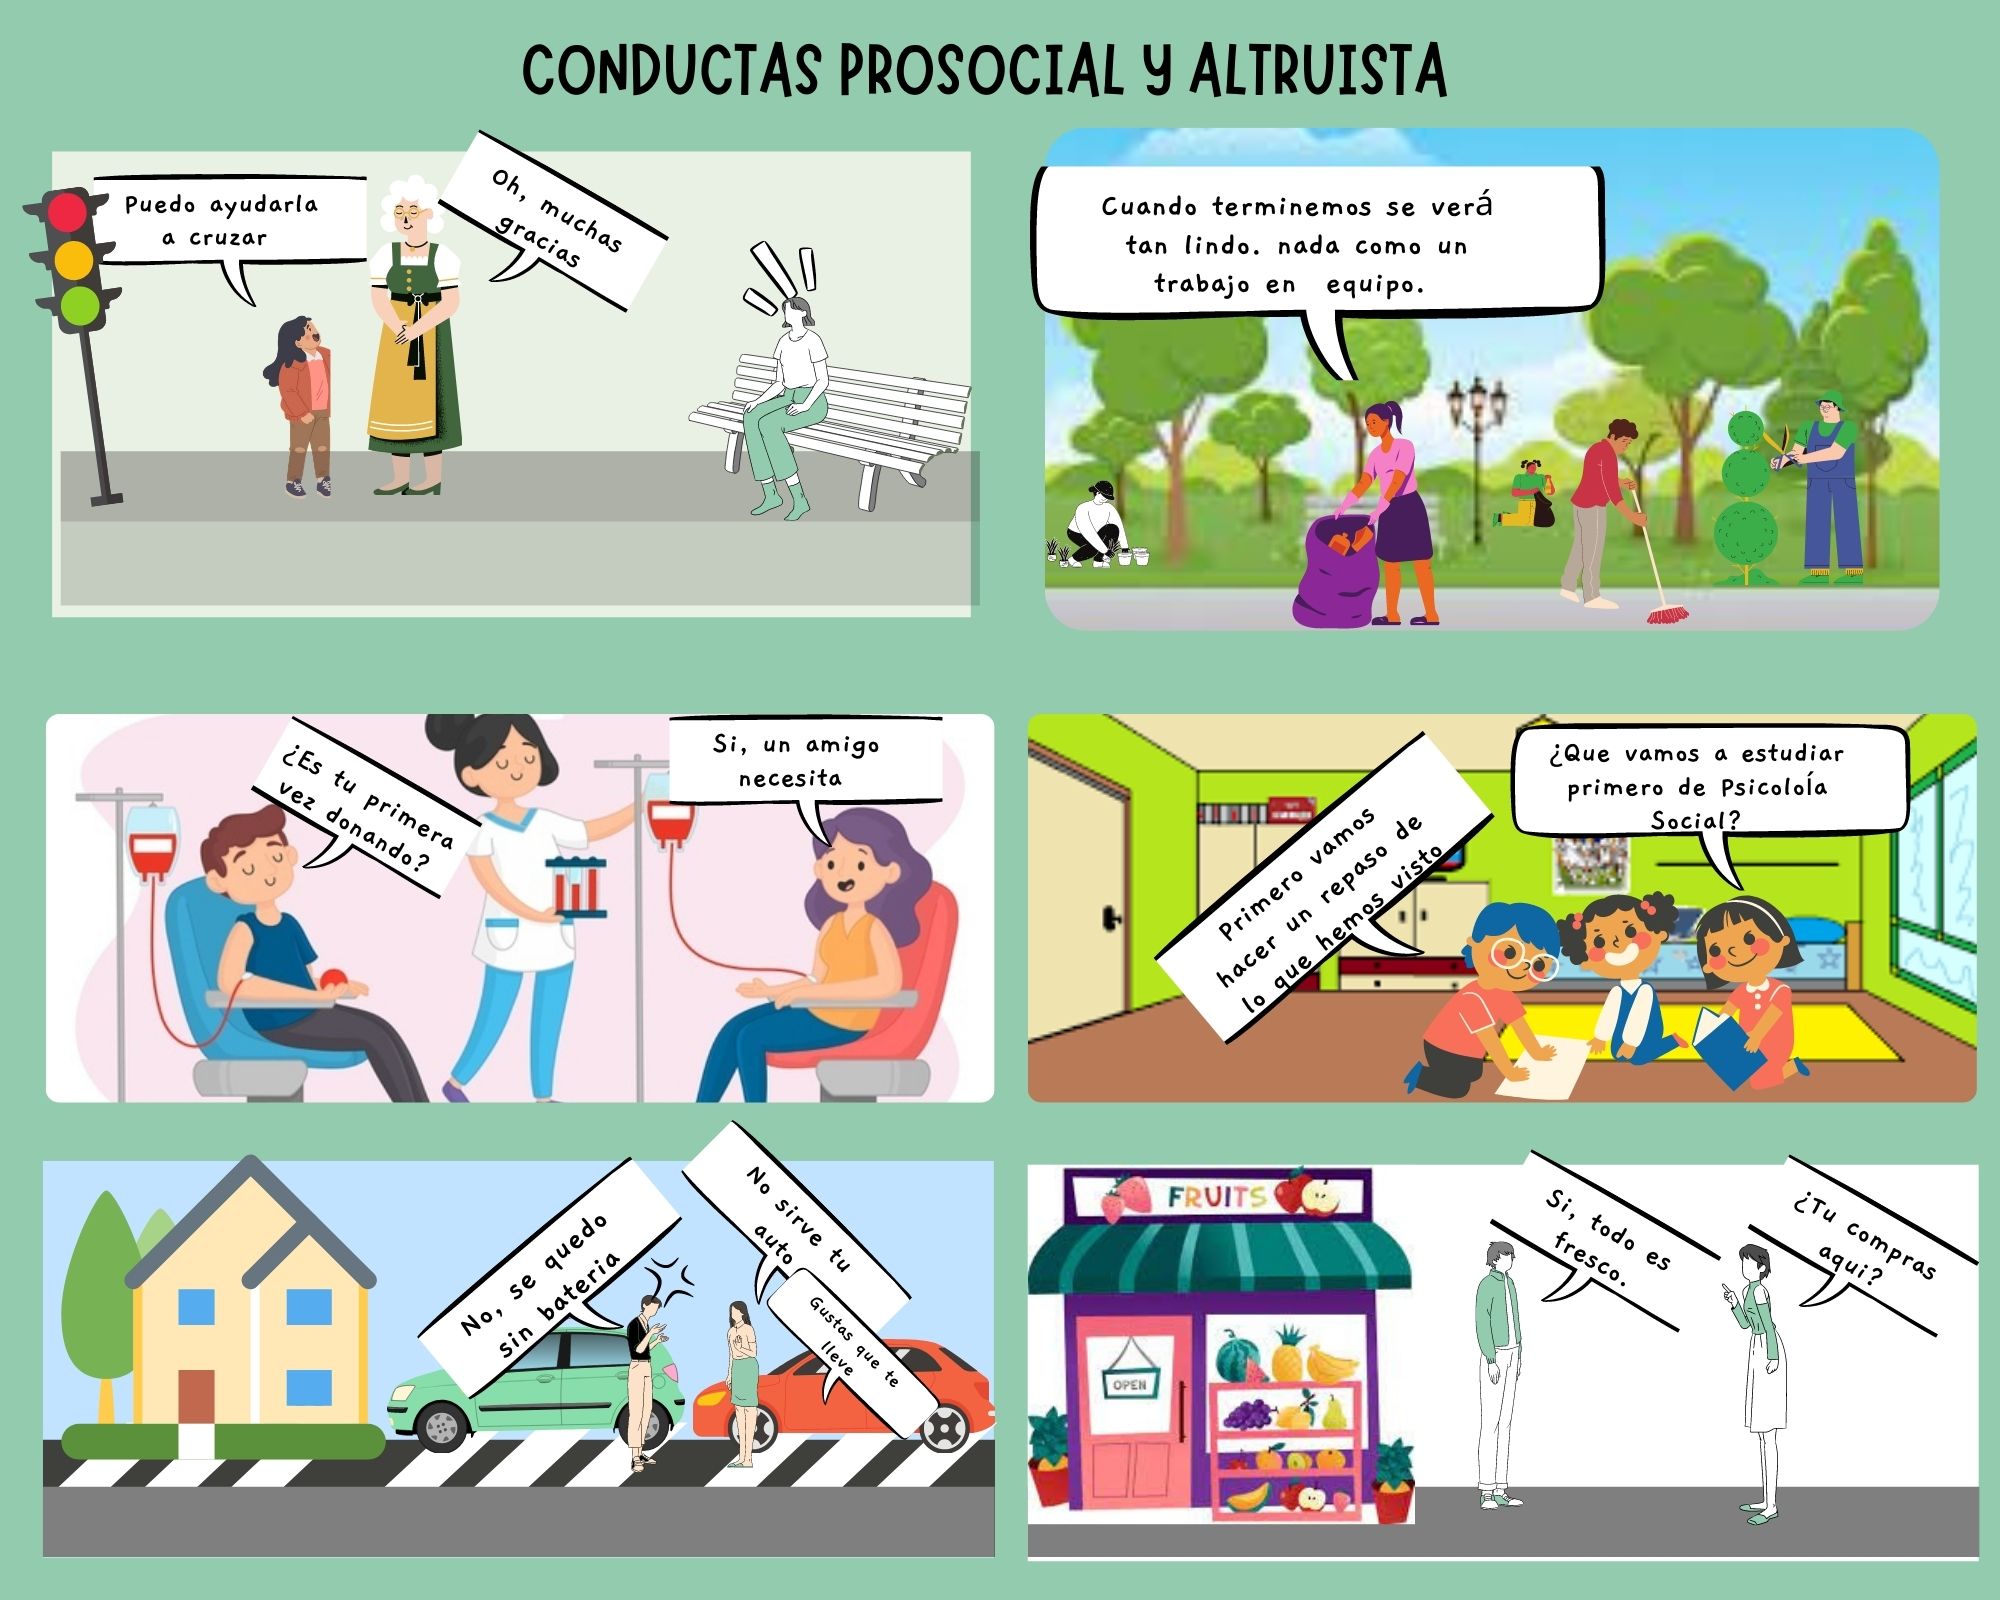 CONDUCTAS PROSOCIAL Y ALTRUISTA
Puedo ayudarla
a cruzar
Oh, muchas
gracias
Cuando terminemos se verá
tan lindo. nada como un
trabajo en equipo.
¿Es tu primera
vez donando?
Si, un amigo
necesita
Primero vamos
hacer un repaso de
lo que hemos visto
¿Que vamos a estudiar
primero de PsicoloÍa
Social?
No, se quedo
sin bateria
No sirve tu
auto
Gustas que te
lleve
FRUITS
OPEN
Si, todo es
fresco.
¿Tu compras
aqui?